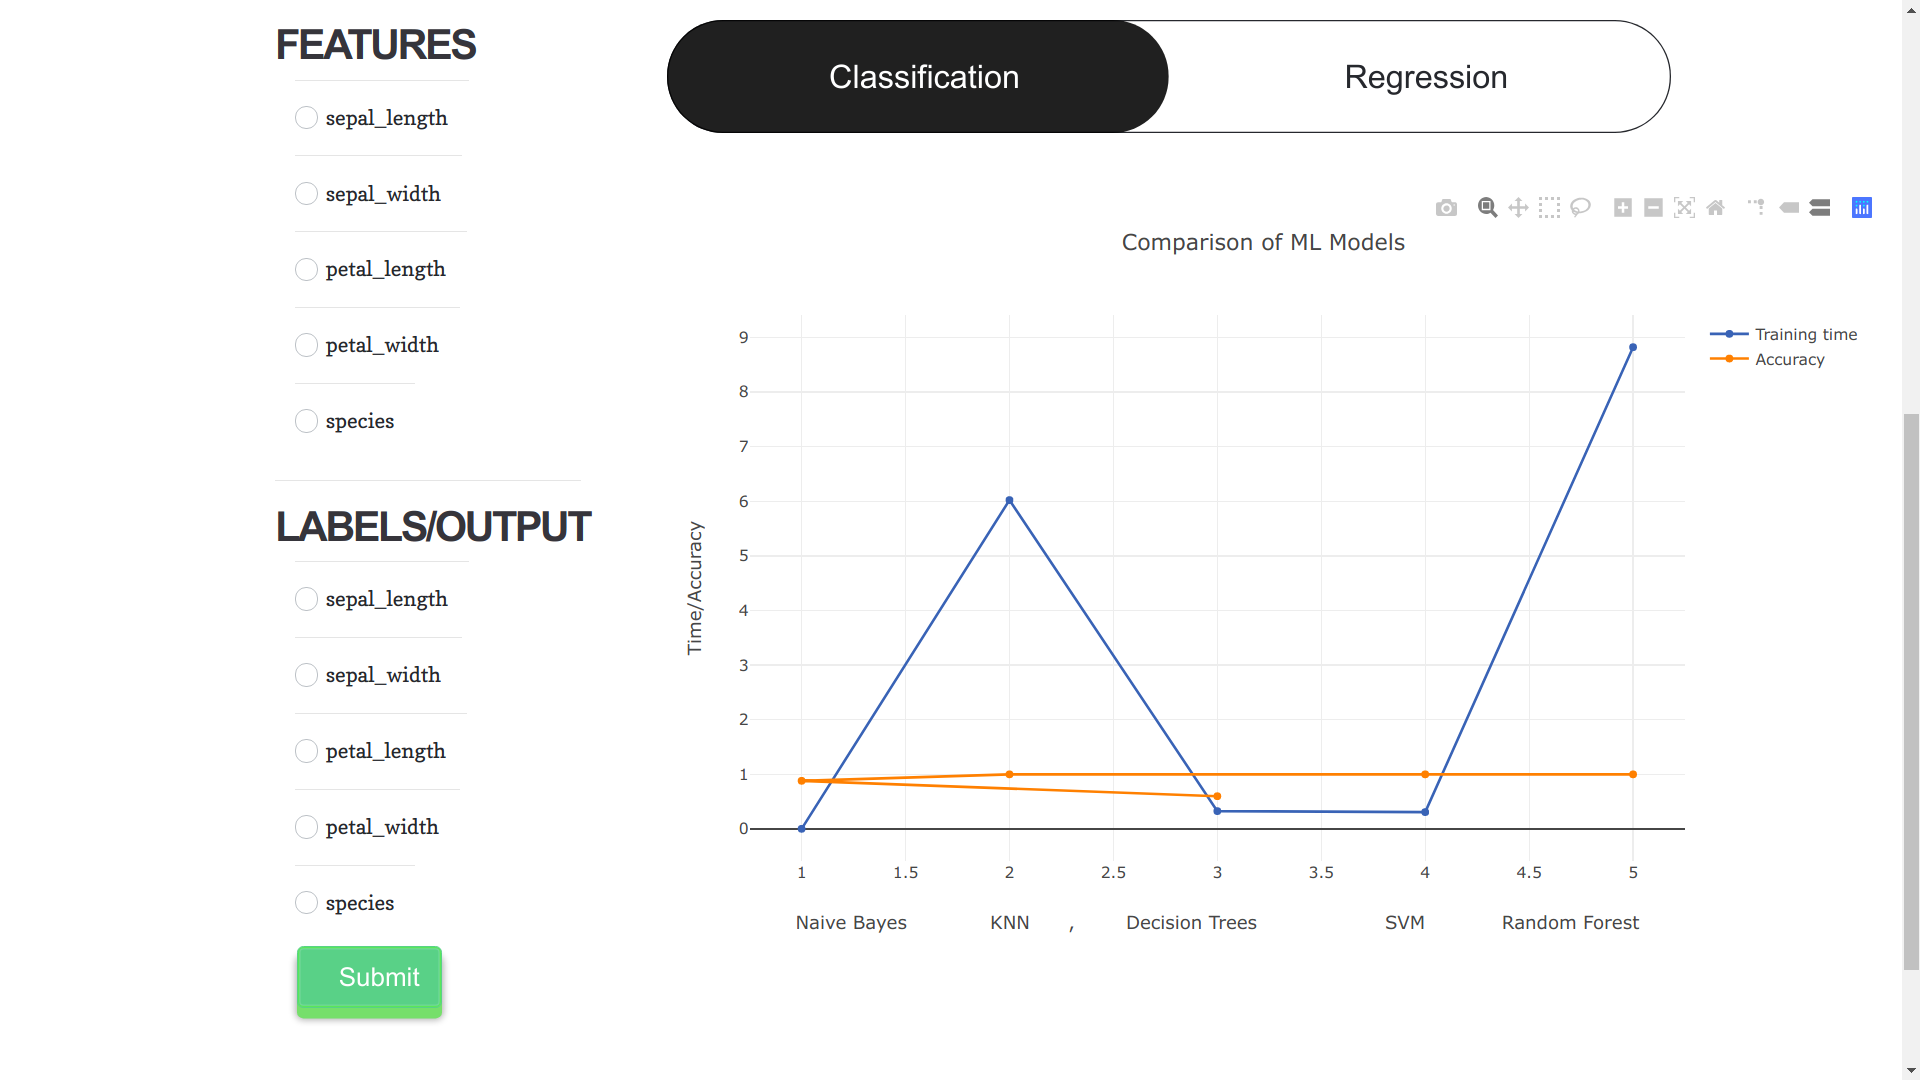 FEATURES
sepal_length
sepal_width
petal_length
petal_width
species
LABELS/OUTPUT
sepal_length
sepal_width
petal_length
petal_width
species
Submit
Classification
Regression
Comparison of ML Models
Training time
Accuracy
Time/Accuracy
9
8
7
6
5
4
3
2
1
0
1 1.5 2 2.5 3 3.5 4 4.5 5
Naive Bayes KNN , Decision Trees SVM Random Forest